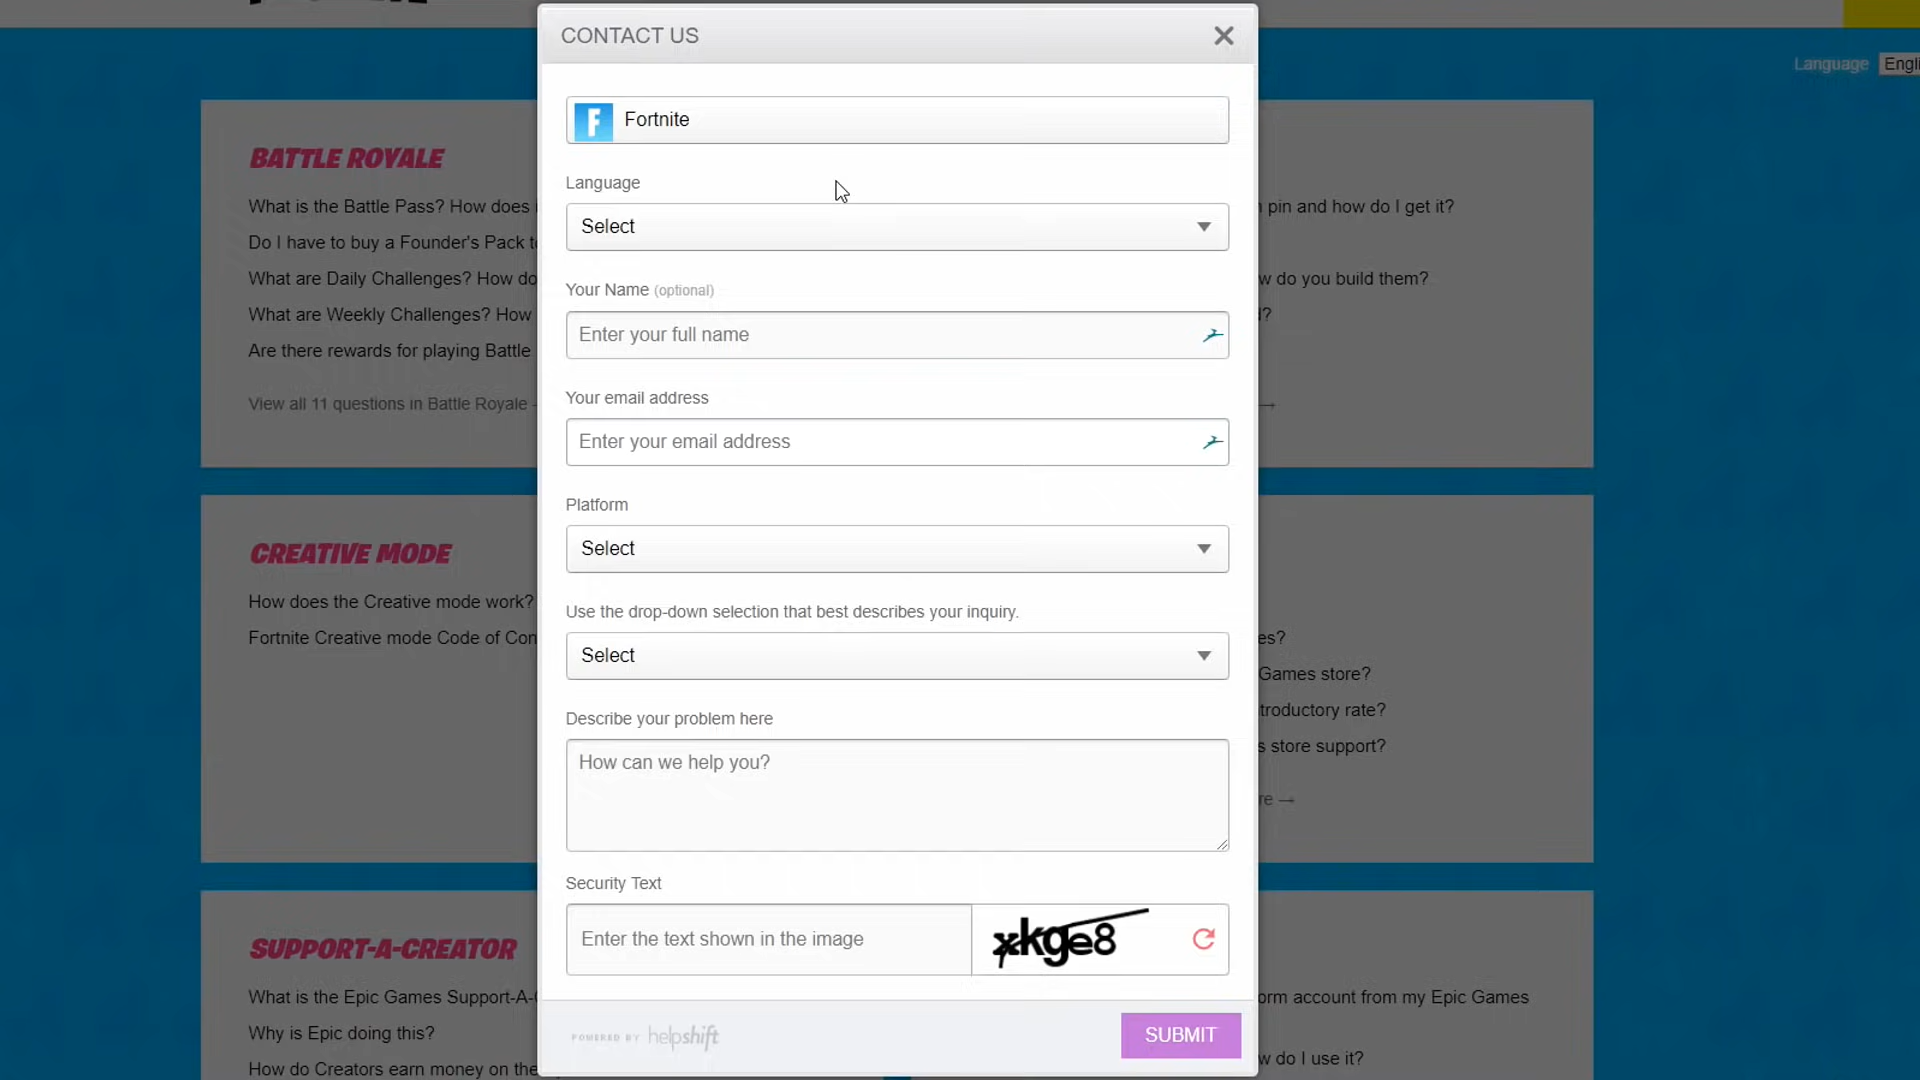 CONTACT US
Fortnite
Language
Select
Your Name (optional)
Enter your full name
Your email address
Enter your email address
Platform
Select
Use the drop-down selection that best describes your inquiry.
Select
Describe your problem here
How can we help you?
Security Text
Enter the text shown in the image
xkge8
POWERED BY helpshift
SUBMIT
Language Engli
BATTLE ROYALE
What is the Battle Pass? How does i
Do I have to buy a Founder's Pack to
What are Daily Challenges? How do
What are Weekly Challenges? How
Are there rewards for playing Battle
View all 11 questions in Battle Royale
pin and how do I get it?
w do you build them?
?
→
CREATIVE MODE
How does the Creative mode work?
Fortnite Creative mode Code of Con
es?
Games store?
troductory rate?
s store support?
re →
SUPPORT-A-CREATOR
What is the Epic Games Support-A-
Why is Epic doing this?
How do Creators earn money on the
orm account from my Epic Games
w do I use it?